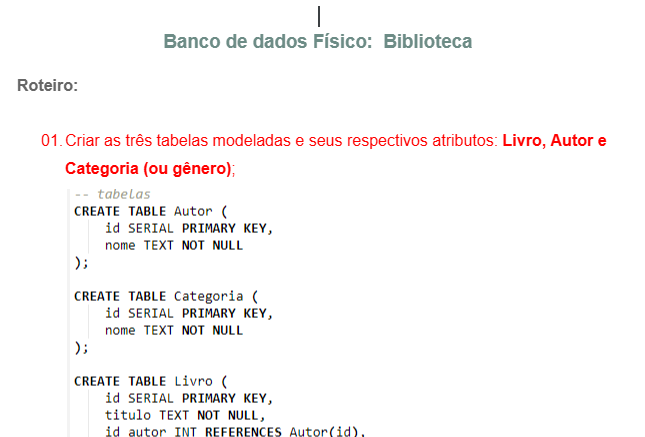 Banco de dados Físico: Biblioteca
Roteiro:
01. Criar as três tabelas modeladas e seus respectivos atributos: Livro, Autor e
Categoria (ou gênero);
-- tabelas
CREATE TABLE Autor (
id SERIAL PRIMARY KEY,
nome TEXT NOT NULL
);
CREATE TABLE Categoria (
id SERIAL PRIMARY KEY,
nome TEXT NOT NULL
);
CREATE TABLE Livro (
id SERIAL PRIMARY KEY,
titulo TEXT NOT NULL,
id_autor INT REFERENCES Autor(id),